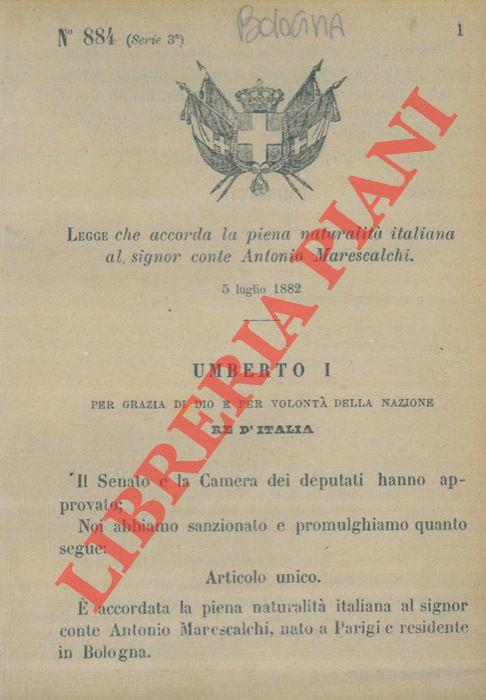 Bologna
N° 884 (Serie 3ª)
1
LEGGE che accorda la piena naturalità italiana
al signor conte Antonio Marescalchi.
5 luglio 1882
UMBERTO I
PER GRAZIA DI DIO E PER VOLONTÀ DELLA NAZIONE
RE D'ITALIA
Il Senato e la Camera dei deputati hanno ap-
provato;
Noi abbiamo sanzionato e promulghiamo quanto
segue:
Articolo unico.
È accordata la piena naturalità italiana al signor
conte Antonio Marescalchi, nato a Parigi e residente
in Bologna.
LIBRERIA PIANI